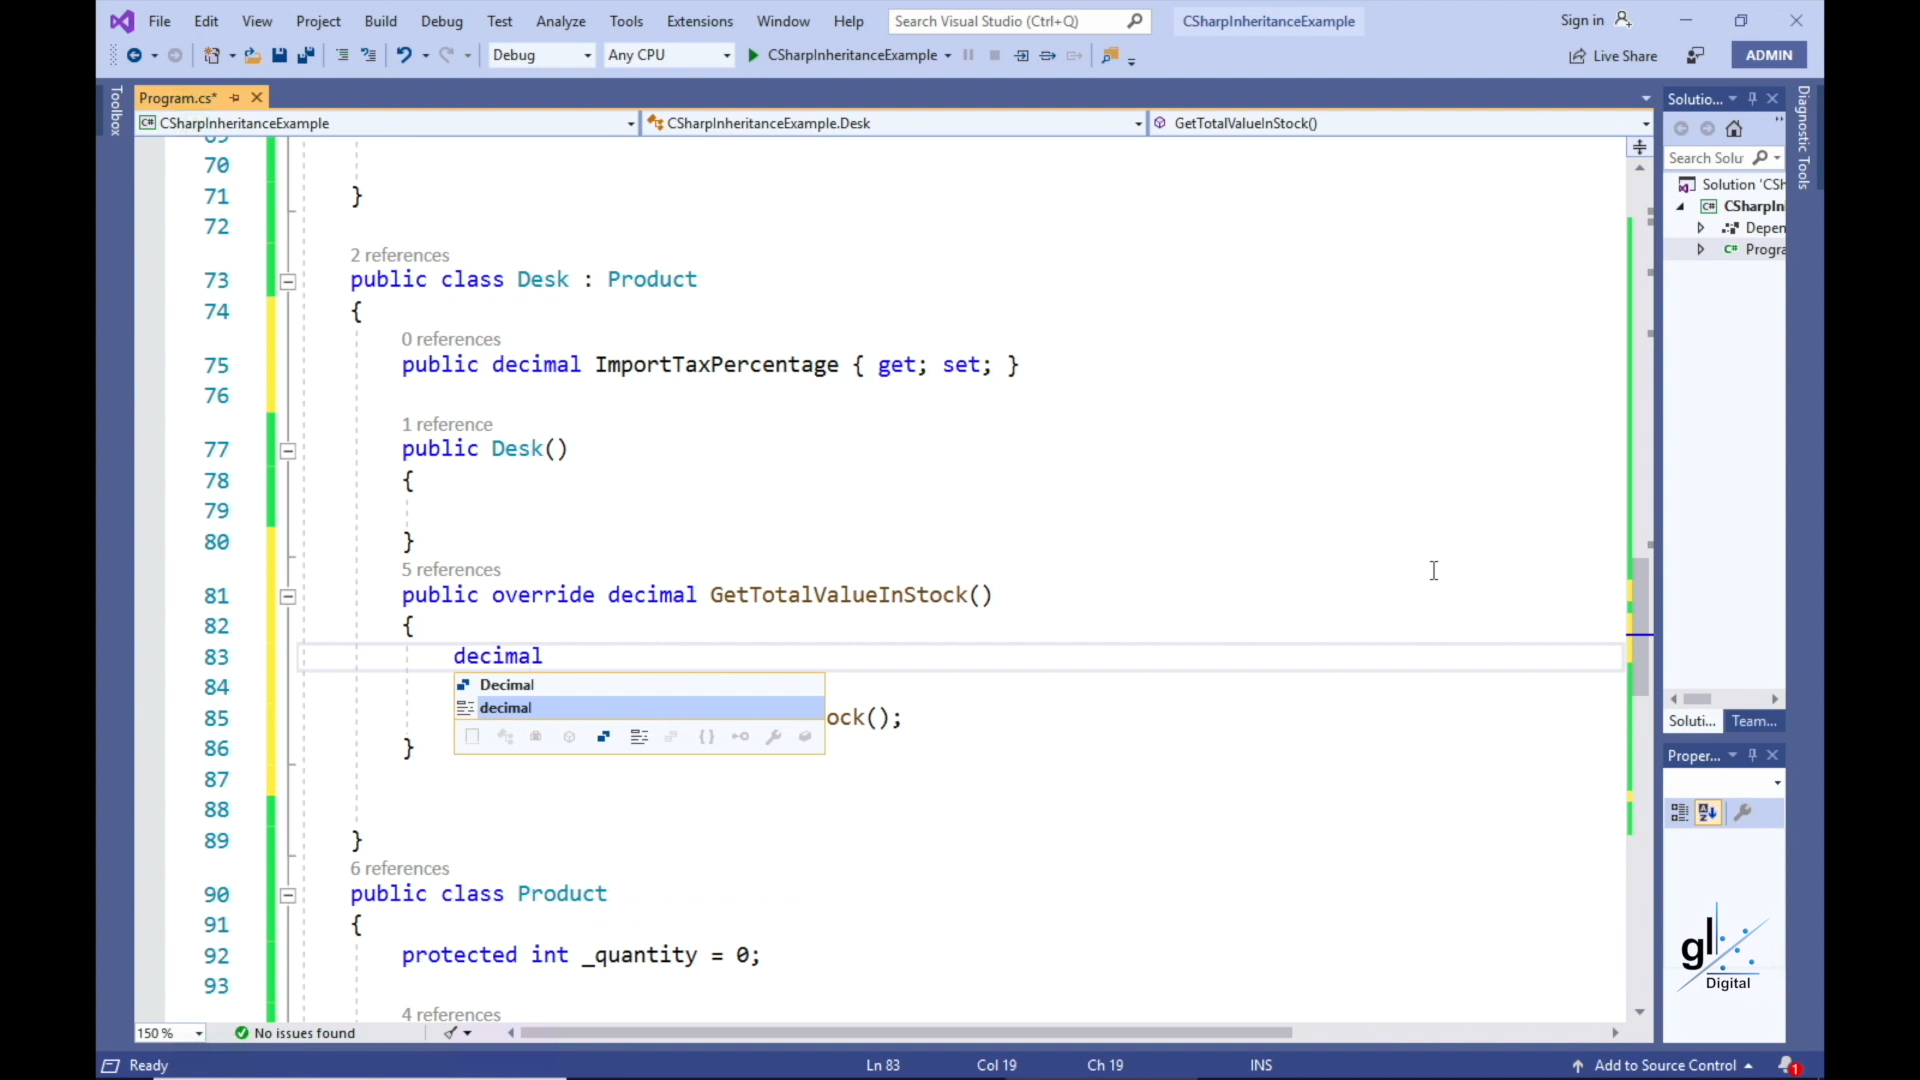 File Edit View Project Build Debug Test Analyze Tools Extensions Window Help Search Visual Studio (Ctrl+Q) CSharpInheritanceExample Sign in
Debug Any CPU CSharpInheritanceExample Live Share ADMIN
Toolbox
Program.cs*
CSharpInheritanceExample CSharpInheritanceExample.Desk GetTotalValueInStock()
69
70
71 }
72
2 references
73 public class Desk : Product
74 {
0 references
75 public decimal ImportTaxPercentage { get; set; }
76
1 reference
77 public Desk()
78 {
79
80 }
5 references
81 public override decimal GetTotalValueInStock()
82 {
83 decimal
84 Decimal
decimal
85 ock();
86 }
87
88
89 }
6 references
90 public class Product
91 {
92 protected int _quantity = 0;
93
4 references
150 % No issues found
Ready Ln 83 Col 19 Ch 19 INS Add to Source Control 1
Solutio...
Search Solu
Solution 'CSh
CSharpIn
Depen
C# Progra
Soluti... Team...
Proper...
Diagnostic Tools
gl
Digital